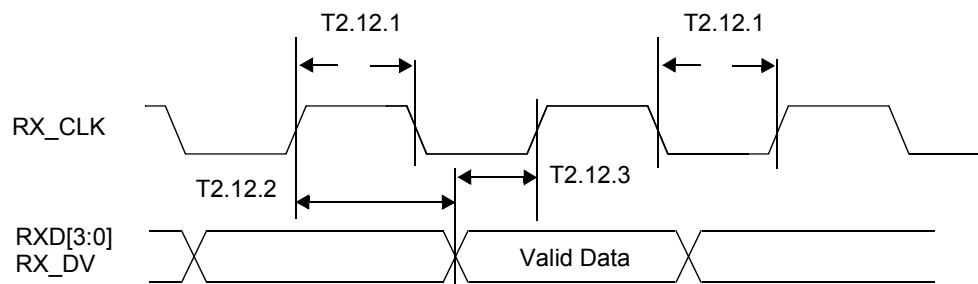 T2.12.1 T2.12.1
RX_CLK
T2.12.2 T2.12.3
RXD[3:0]
RX_DV Valid Data